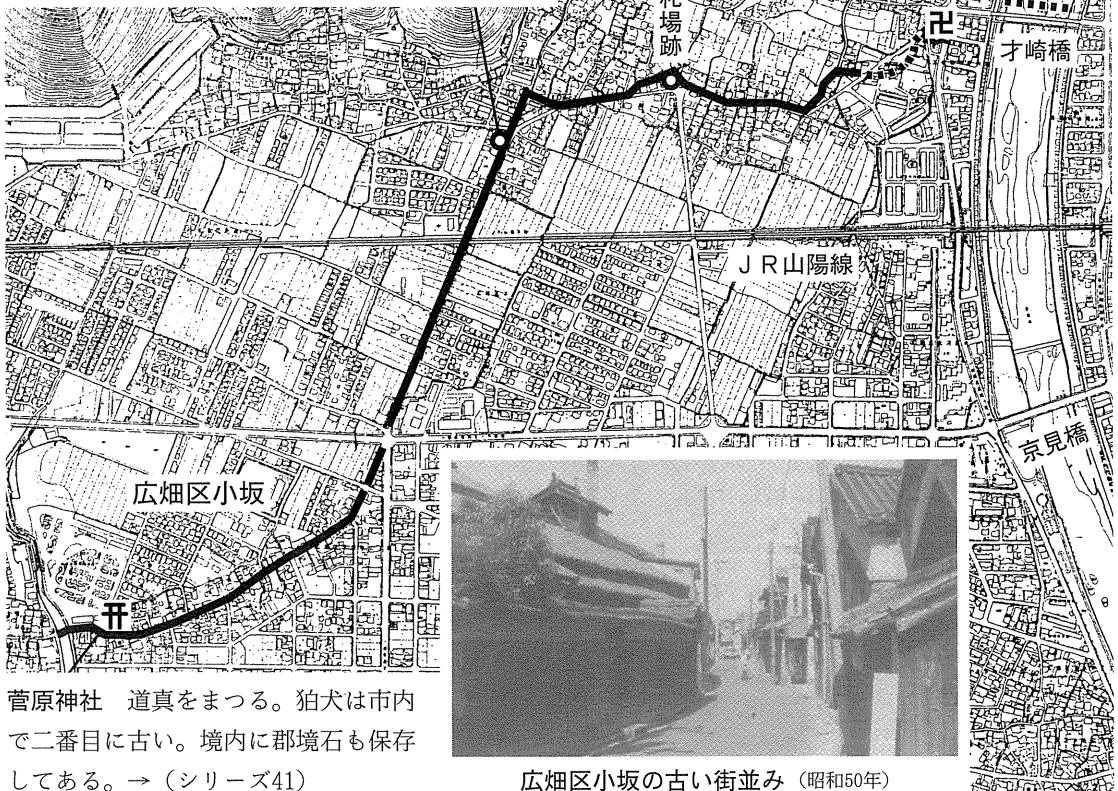 札場跡
才崎橋
JR山陽線
京見橋
広畑区小坂
菅原神社　道真をまつる。狛犬は市内
で二番目に古い。境内に郡境石も保存
してある。→（シリーズ41）
広畑区小坂の古い街並み（昭和50年）